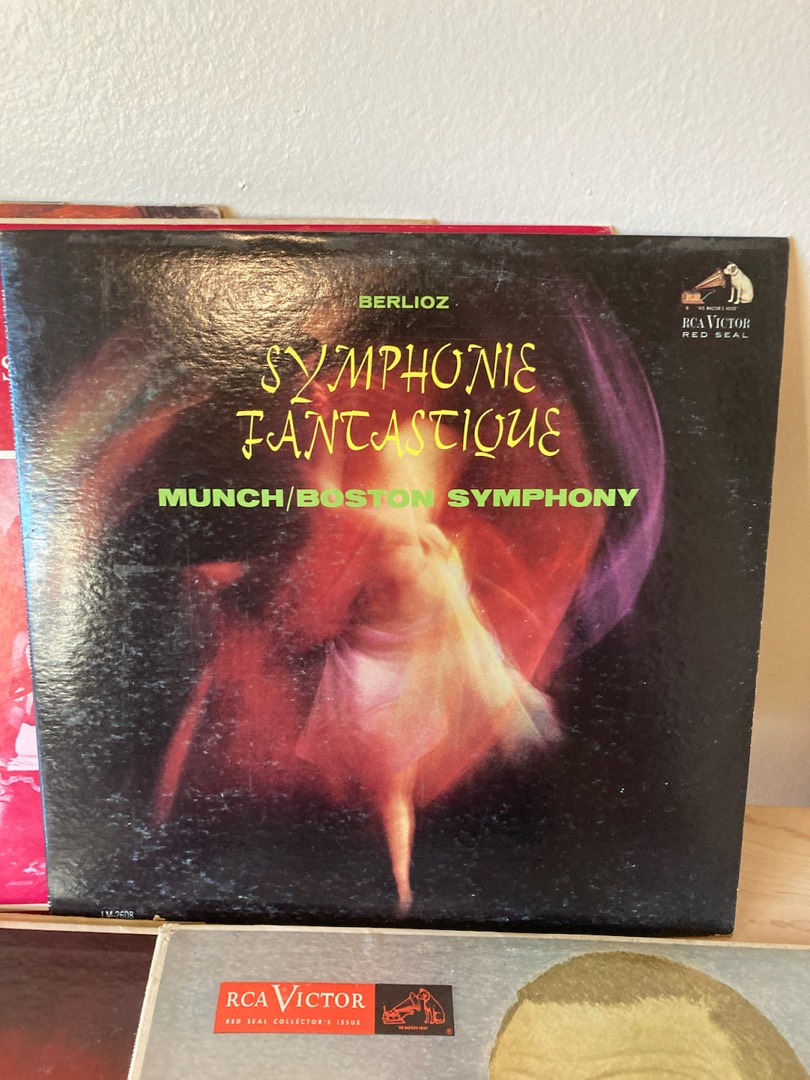 BERLIOZ
"HIS MASTER'S VOICE"
RCA VICTOR
RED SEAL
SYMPHONIE
FANTASTIQUE
MUNCH/BOSTON SYMPHONY
S
LM-2608
RCA VICTOR
RED SEAL COLLECTOR'S ISSUE
"HIS MASTER'S VOICE"